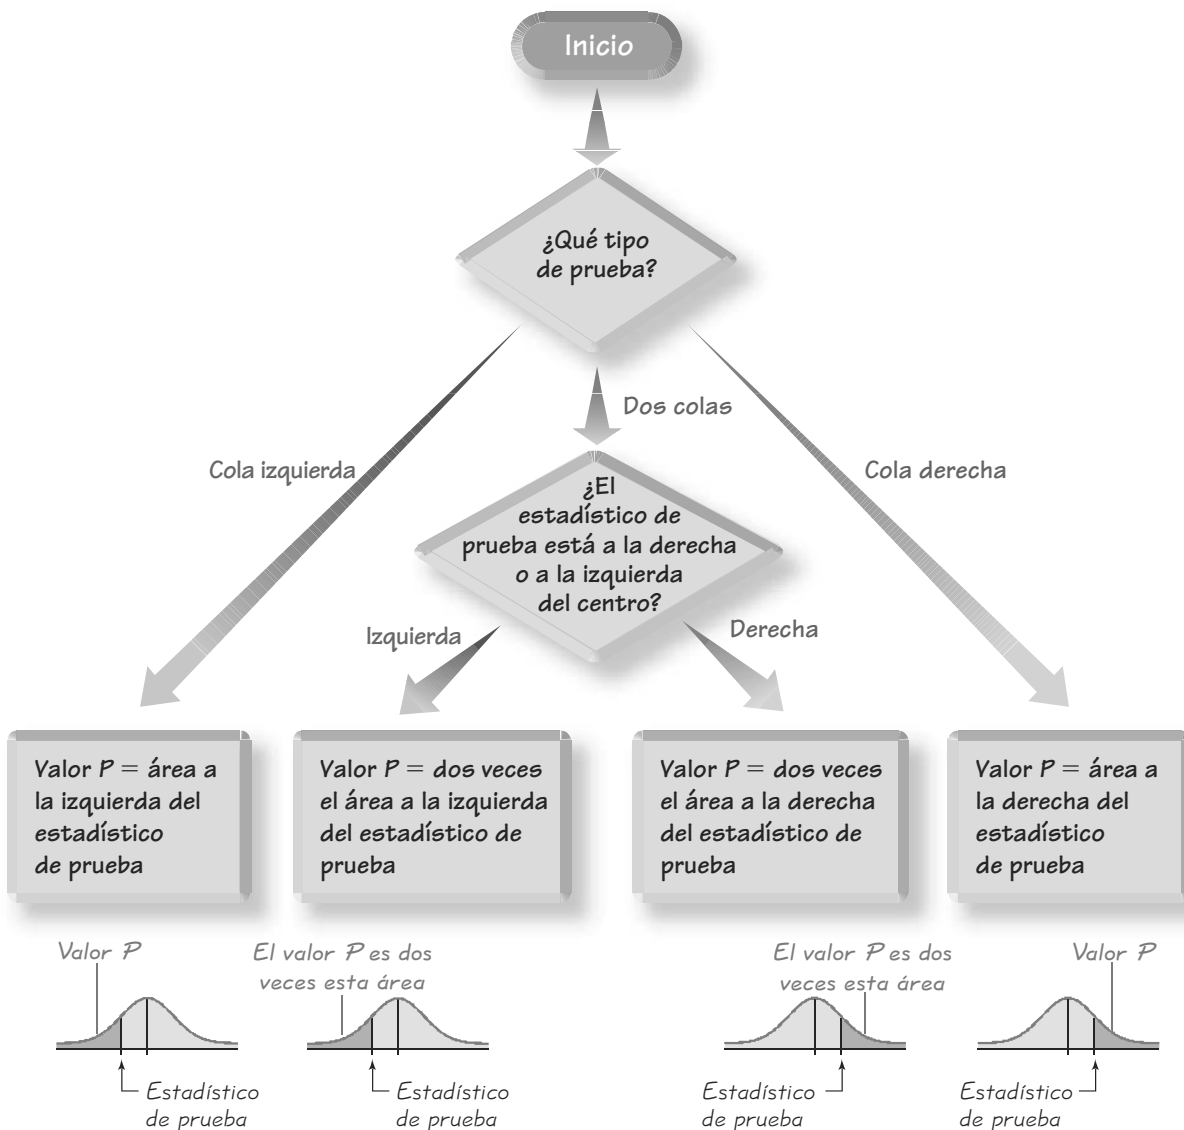 Inicio
¿Qué tipo
de prueba?
Dos colas
Cola izquierda
Cola derecha
¿El
estadístico de
prueba está a la derecha
o a la izquierda
del centro?
Izquierda
Derecha
Valor P = área a
la izquierda del
estadístico
de prueba
Valor P = dos veces
el área a la izquierda
del estadístico de
prueba
Valor P = dos veces
el área a la derecha
del estadístico de
prueba
Valor P = área a
la derecha del
estadístico
de prueba
Valor P
El valor P es dos
veces esta área
El valor P es dos
veces esta área
Valor P
Estadístico
de prueba
Estadístico
de prueba
Estadístico
de prueba
Estadístico
de prueba